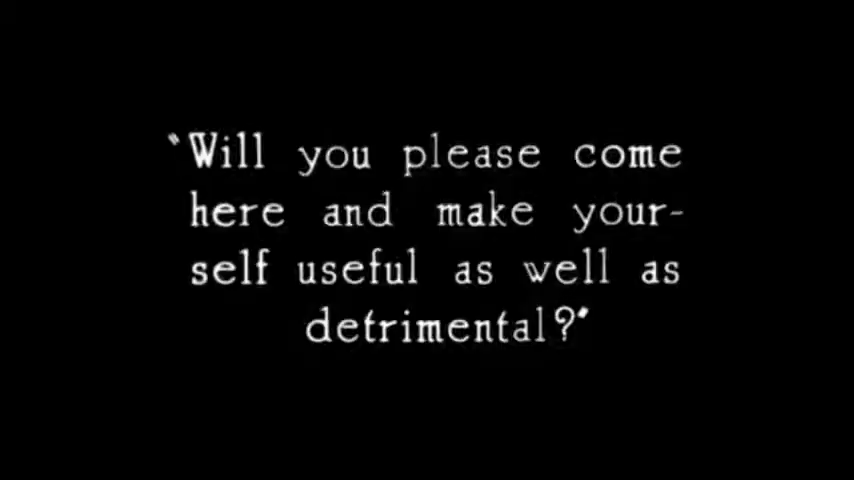 "Will you please come
here and make your-
self useful as well as
detrimental?"